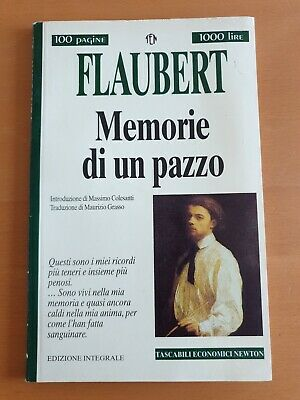 100 PAGINE
TEN
1000 LIRE
FLAUBERT
Memorie
di un pazzo
Introduzione di Massimo Colesanti
Traduzione di Maurizio Grasso
Questi sono i miei ricordi
più teneri e insieme più
penosi.
... Sono vivi nella mia
memoria e quasi ancora
caldi nella mia anima, per
come l'han fatta
sanguinare.
EDIZIONE INTEGRALE
TASCABILI ECONOMICI NEWTON